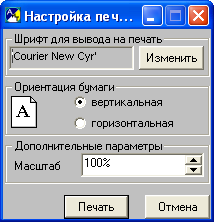 Настройка печ...
Шрифт для вывода на печать
'Courier New Cyr'
Изменить
Ориентация бумаги
A
вертикальная
горизонтальная
Дополнительные параметры
Масштаб
100%
Печать
Отмена